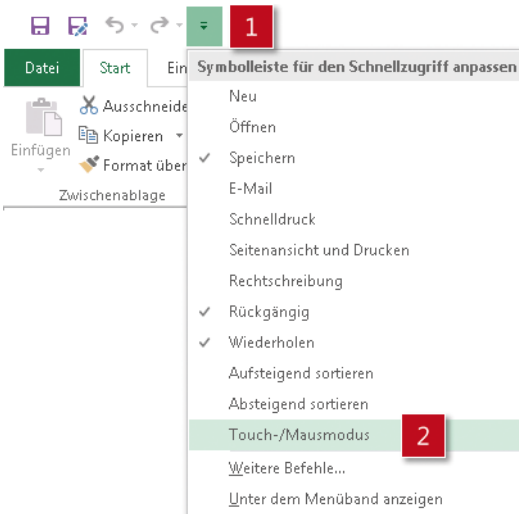 1
Datei Start Ein
Symbolleiste für den Schnellzugriff anpassen
Ausschneide
Kopieren
Einfügen
Format über
Zwischenablage
Neu
Öffnen
Speichern
E-Mail
Schnelldruck
Seitenansicht und Drucken
Rechtschreibung
Rückgängig
Wiederholen
Aufsteigend sortieren
Absteigend sortieren
Touch-/Mausmodus 2
Weitere Befehle...
Unter dem Menüband anzeigen